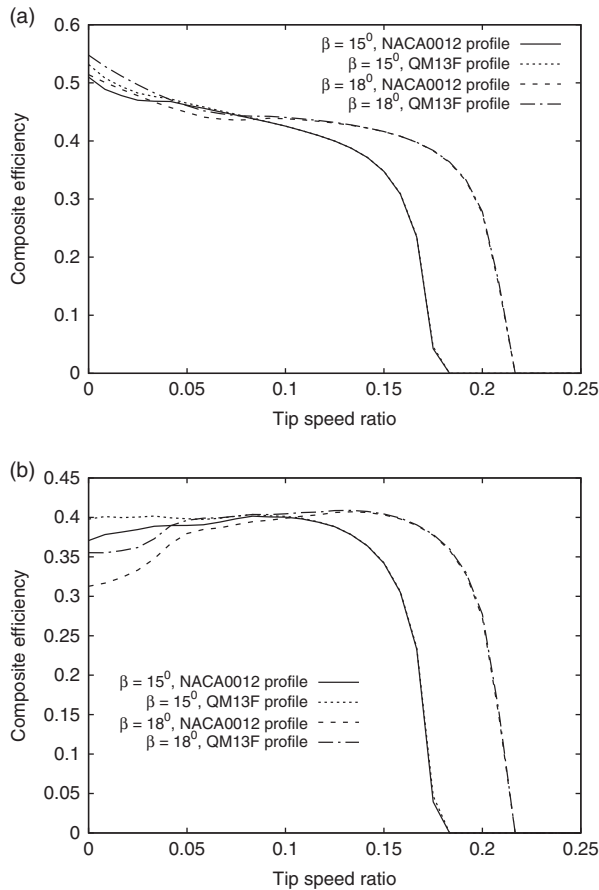 (a)
0.6
0.5
0.4
0.3
0.2
0.1
0
Composite efficiency
β = 15⁰, NACA0012 profile
β = 15⁰, QM13F profile
β = 18⁰, NACA0012 profile
β = 18⁰, QM13F profile
0 0.05 0.1 0.15 0.2 0.25
Tip speed ratio
(b)
0.45
0.4
0.35
0.3
0.25
0.2
0.15
0.1
0.05
0
Composite efficiency
β = 15⁰, NACA0012 profile
β = 15⁰, QM13F profile
β = 18⁰, NACA0012 profile
β = 18⁰, QM13F profile
0 0.05 0.1 0.15 0.2 0.25
Tip speed ratio